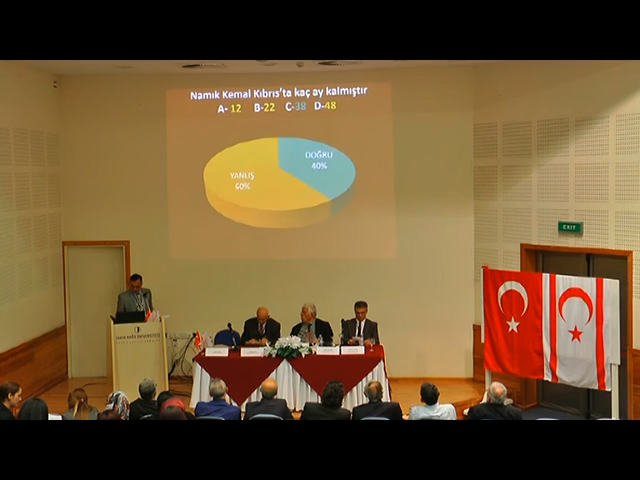 Namık Kemal Kıbrıs'ta kaç ay kalmıştır
A- 12 B-22 C-38 D-48
DOĞRU
40%
YANLIŞ
60%
EXIT